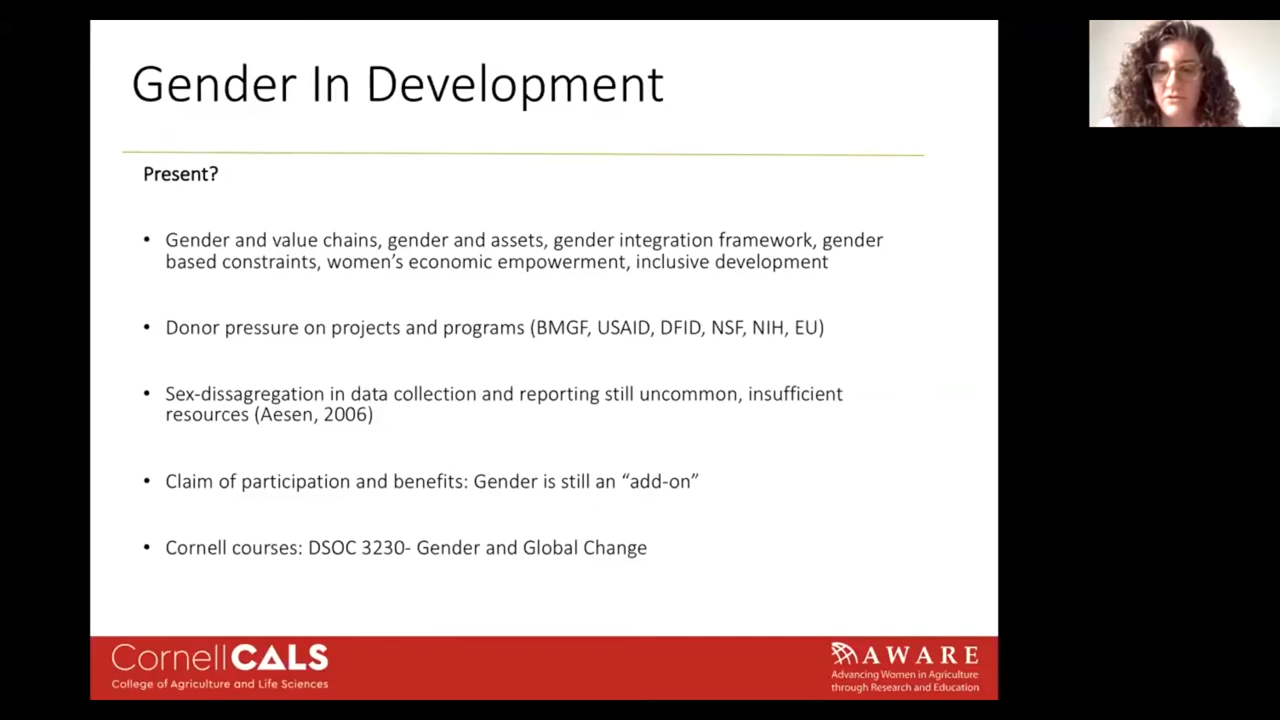 Gender In Development
Present?
• Gender and value chains, gender and assets, gender integration framework, gender
based constraints, women's economic empowerment, inclusive development
• Donor pressure on projects and programs (BMGF, USAID, DFID, NSF, NIH, EU)
• Sex-dissagregation in data collection and reporting still uncommon, insufficient
resources (Aesen, 2006)
• Claim of participation and benefits: Gender is still an “add-on”
• Cornell courses: DSOC 3230- Gender and Global Change
CornellCALS
College of Agriculture and Life Sciences
AWARE
Advancing Women in Agriculture
through Research and Education